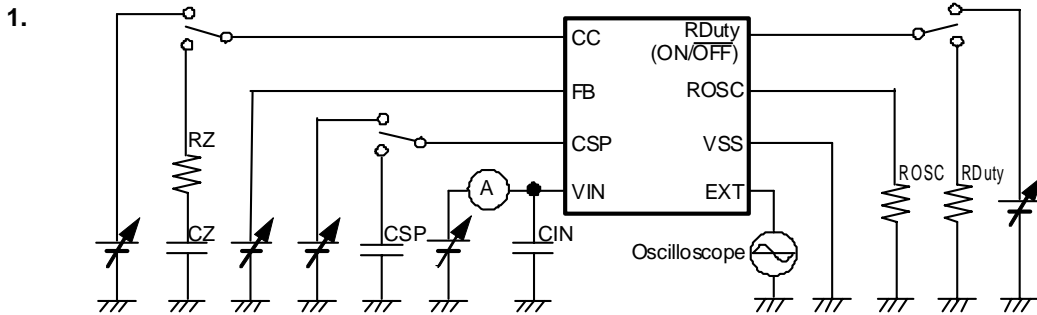 1.
CC
RDuty
(ON/OFF)
FB
ROSC
CSP
VSS
VIN
EXT
RZ
CZ
CSP
A
CIN
Oscilloscope
ROSC
RDuty